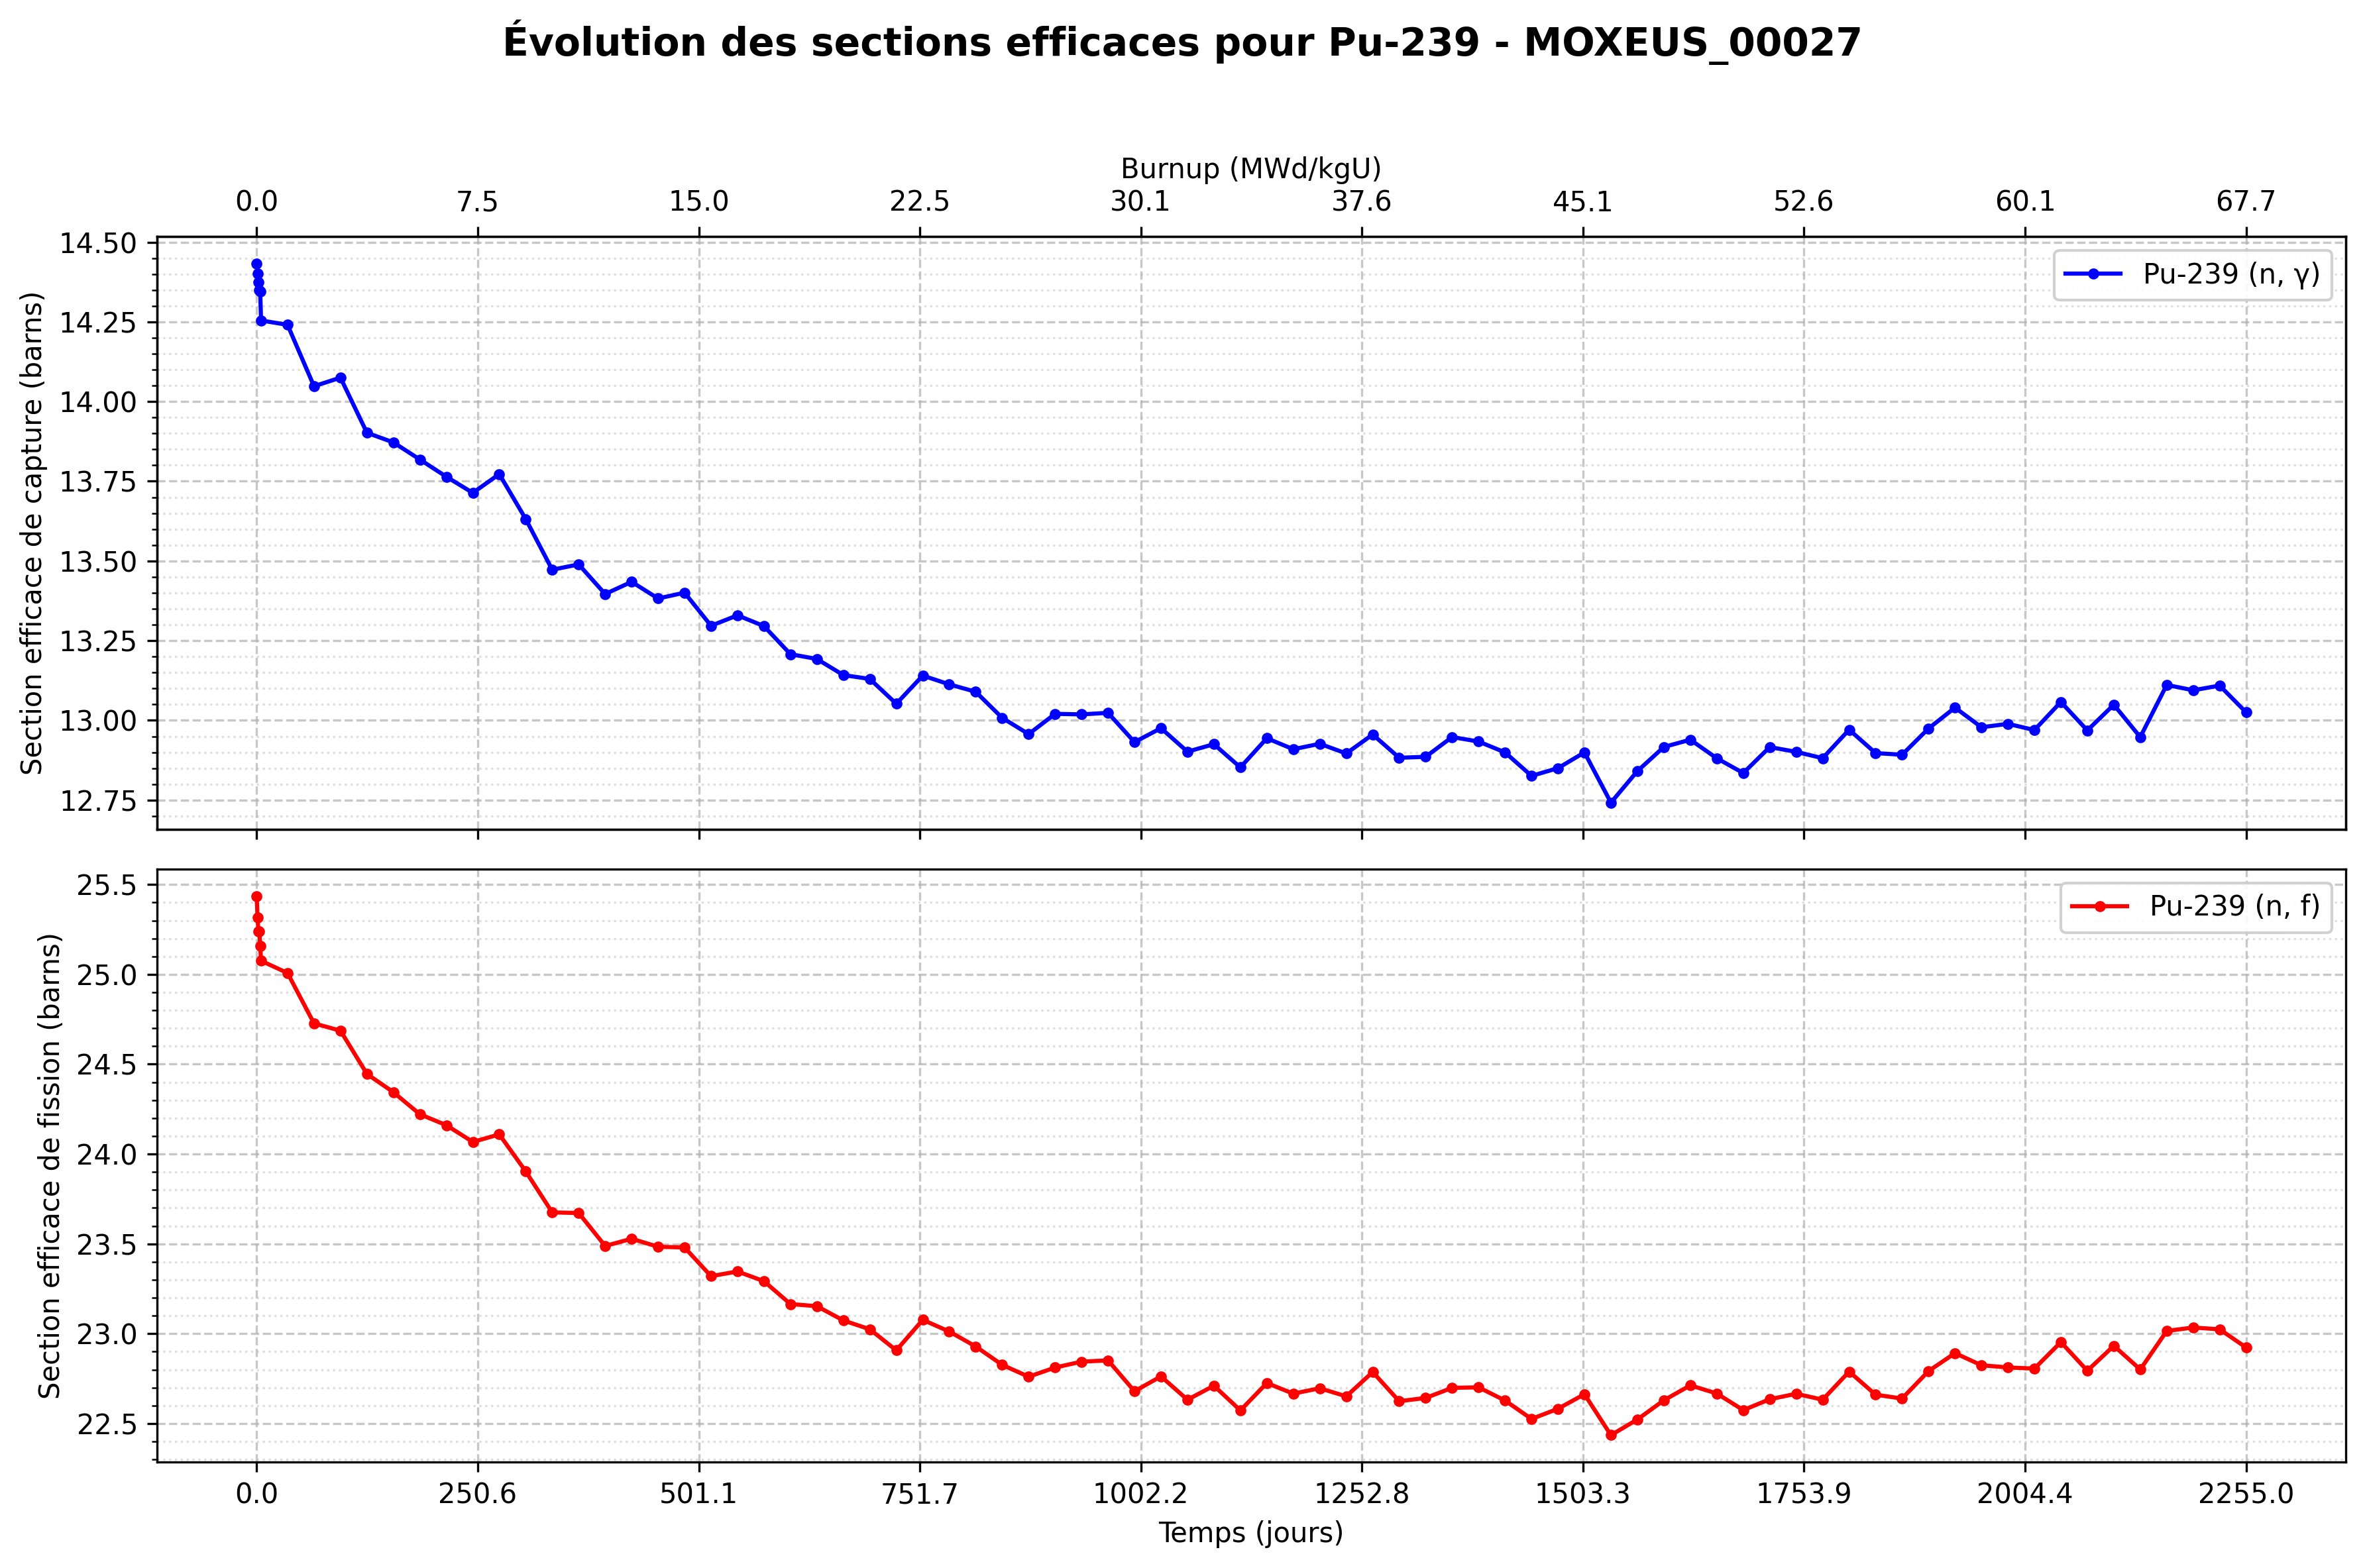 Évolution des sections efficaces pour Pu-239 - MOXEUS_00027
Burnup (MWd/kgU)
0.0 7.5 15.0 22.5 30.1 37.6 45.1 52.6 60.1 67.7
Section efficace de capture (barns)
14.50
14.25
14.00
13.75
13.50
13.25
13.00
12.75
Pu-239 (n, γ)
Section efficace de fission (barns)
25.5
25.0
24.5
24.0
23.5
23.0
22.5
Pu-239 (n, f)
0.0 250.6 501.1 751.7 1002.2 1252.8 1503.3 1753.9 2004.4 2255.0
Temps (jours)